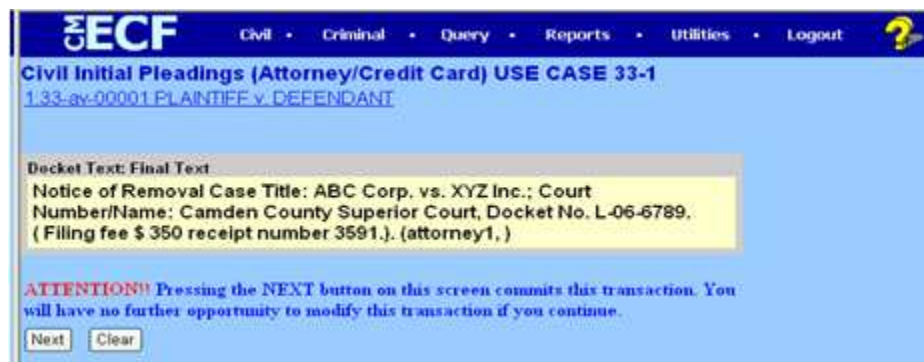 CM ECF Civil • Criminal • Query • Reports • Utilities • Logout ?
Civil Initial Pleadings (Attorney/Credit Card) USE CASE 33-1
1:33-av-00001 PLAINTIFF v. DEFENDANT
Docket Text: Final Text
Notice of Removal Case Title: ABC Corp. vs. XYZ Inc.; Court
Number/Name: Camden County Superior Court, Docket No. L-06-6789.
( Filing fee $ 350 receipt number 3591.). (attorney1, )
ATTENTION!! Pressing the NEXT button on this screen commits this transaction. You
will have no further opportunity to modify this transaction if you continue.
Next Clear